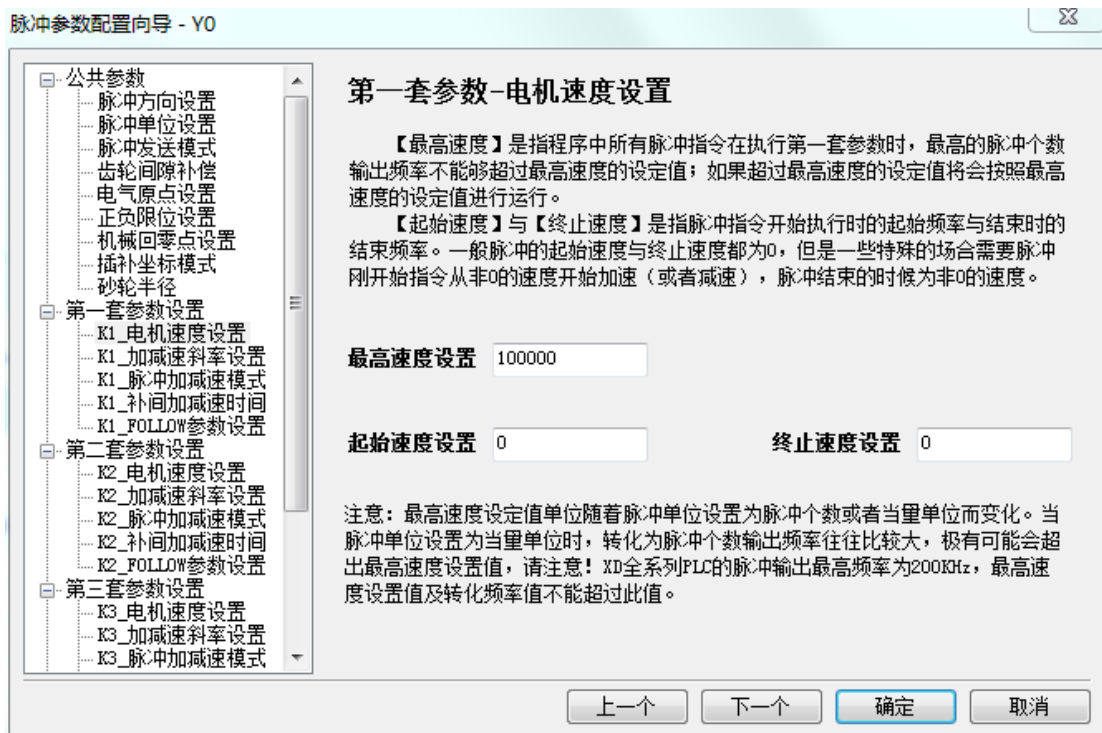 脉冲参数配置向导 - Y0
公共参数
脉冲方向设置
脉冲单位设置
脉冲发送模式
齿轮间隙补偿
电气原点设置
正负限位设置
机械回零点设置
插补坐标模式
砂轮半径
第一套参数设置
K1_电机速度设置
K1_加减速斜率设置
K1_脉冲加减速模式
K1_补间加减速时间
K1_FOLLOW参数设置
第二套参数设置
K2_电机速度设置
K2_加减速斜率设置
K2_脉冲加减速模式
K2_补间加减速时间
K2_FOLLOW参数设置
第三套参数设置
K3_电机速度设置
K3_加减速斜率设置
K3_脉冲加减速模式
第一套参数-电机速度设置
【最高速度】是指程序中所有脉冲指令在执行第一套参数时，最高的脉冲个数
输出频率不能够超过最高速度的设定值；如果超过最高速度的设定值将会按照最高
速度的设定值进行运行。
【起始速度】与【终止速度】是指脉冲指令开始执行时的起始频率与结束时的
结束频率。一般脉冲的起始速度与终止速度都为0，但是一些特殊的场合需要脉冲
刚开始指令从非0的速度开始加速（或者减速），脉冲结束的时候为非0的速度。
最高速度设置 100000
起始速度设置 0 终止速度设置 0
注意：最高速度设定值单位随着脉冲单位设置为脉冲个数或者当量单位而变化。当
脉冲单位设置为当量单位时，转化为脉冲个数输出频率往往比较大，极有可能会超
出最高速度设置值，请注意！XD全系列PLC的脉冲输出最高频率为200KHz，最高速
度设置值及转化频率值不能超过此值。
上一个 下一个 确定 取消